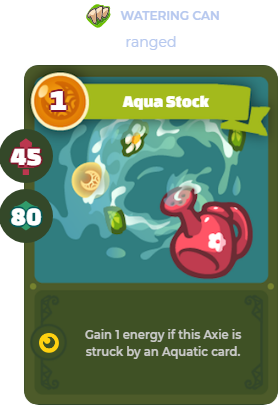 WATERING CAN
ranged
1
Aqua Stock
45
80
Gain 1 energy if this Axie is
struck by an Aquatic card.